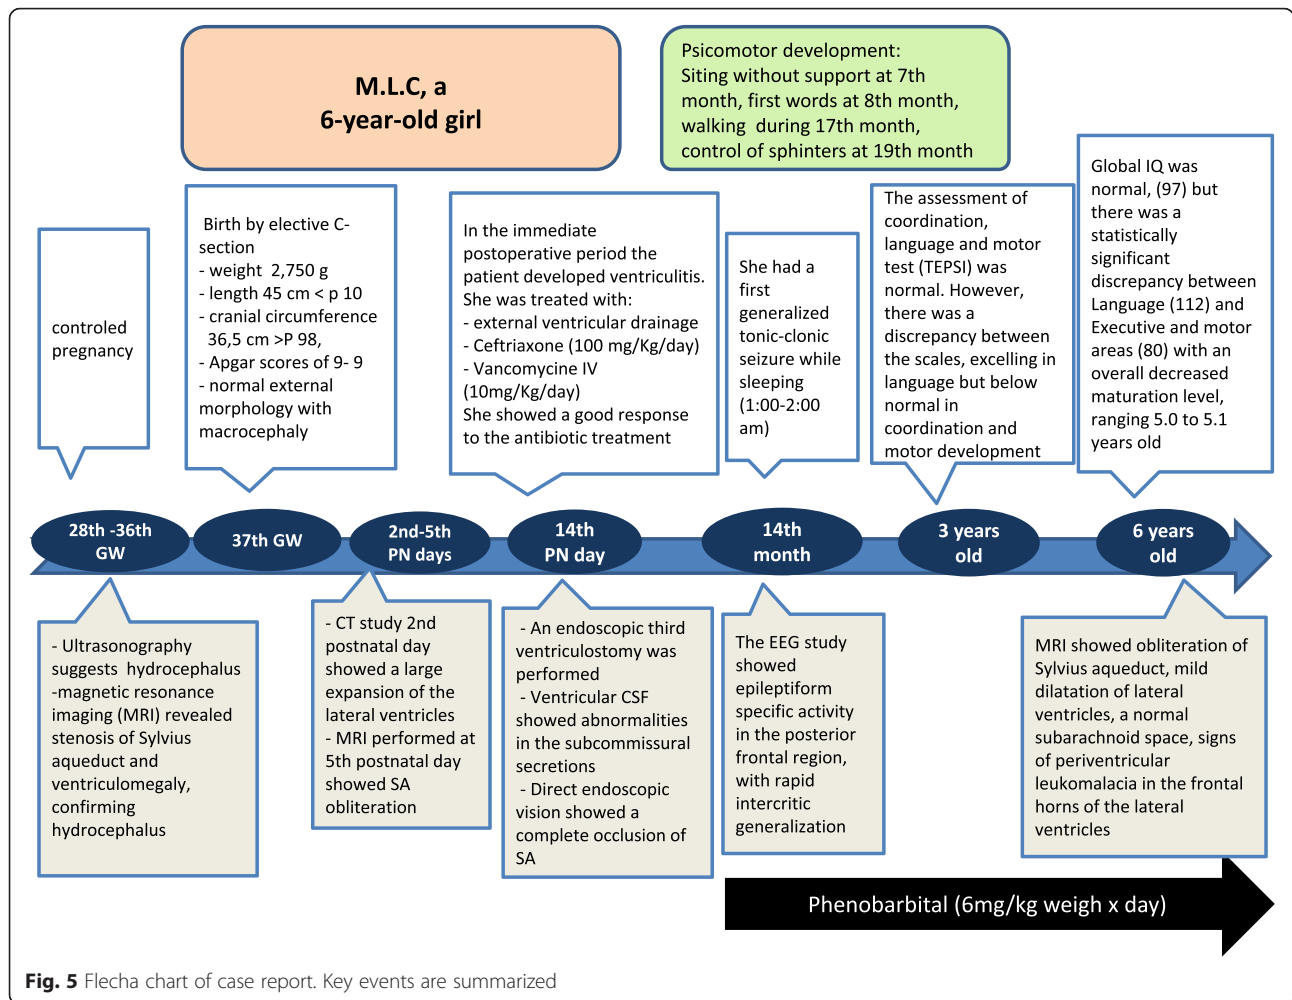 M.L.C, a
6-year-old girl
Psicomotor development:
Siting without support at 7th
month, first words at 8th month,
walking during 17th month,
control of sphinters at 19th month
controled
pregnancy
Birth by elective C-
section
- weight 2,750 g
- length 45 cm < p 10
- cranial circumference
36,5 cm >P 98,
- Apgar scores of 9- 9
- normal external
morphology with
macrocephaly
In the immediate
postoperative period the
patient developed ventriculitis.
She was treated with:
- external ventricular drainage
- Ceftriaxone (100 mg/Kg/day)
- Vancomycine IV
(10mg/Kg/day)
She showed a good response
to the antibiotic treatment
She had a
first
generalized
tonic-clonic
seizure while
sleeping
(1:00-2:00
am)
The assessment of
coordination,
language and motor
test (TEPSI) was
normal. However,
there was a
discrepancy between
the scales, excelling in
language but below
normal in
coordination and
motor development
Global IQ was
normal, (97) but
there was a
statistically
significant
discrepancy between
Language (112) and
Executive and motor
areas (80) with an
overall decreased
maturation level,
ranging 5.0 to 5.1
years old
28th -36th
GW
37th GW
2nd-5th
PN days
14th
PN day
14th
month
3 years
old
6 years
old
- Ultrasonography
suggests hydrocephalus
-magnetic resonance
imaging (MRI) revealed
stenosis of Sylvius
aqueduct and
ventriculomegaly,
confirming
hydrocephalus
- CT study 2nd
postnatal day
showed a large
expansion of the
lateral ventricles
- MRI performed at
5th postnatal day
showed SA
obliteration
- An endoscopic third
ventriculostomy was
performed
- Ventricular CSF
showed abnormalities
in the subcommissural
secretions
- Direct endoscopic
vision showed a
complete occlusion of
SA
The EEG study
showed
epileptiform
specific activity
in the posterior
frontal region,
with rapid
intercritic
generalization
MRI showed obliteration of
Sylvius aqueduct, mild
dilatation of lateral
ventricles, a normal
subarachnoid space, signs
of periventricular
leukomalacia in the frontal
horns of the lateral
ventricles
Phenobarbital (6mg/kg weigh x day)
Fig. 5 Flecha chart of case report. Key events are summarized